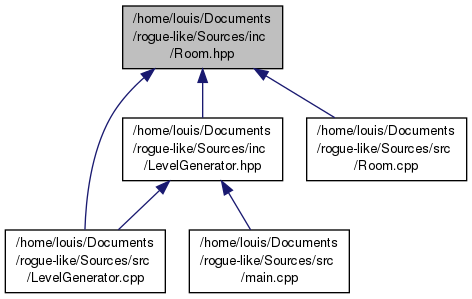 /home/louis/Documents
/rogue-like/Sources/inc
/Room.hpp
/home/louis/Documents
/rogue-like/Sources/inc
/LevelGenerator.hpp
/home/louis/Documents
/rogue-like/Sources/src
/Room.cpp
/home/louis/Documents
/rogue-like/Sources/src
/LevelGenerator.cpp
/home/louis/Documents
/rogue-like/Sources/src
/main.cpp